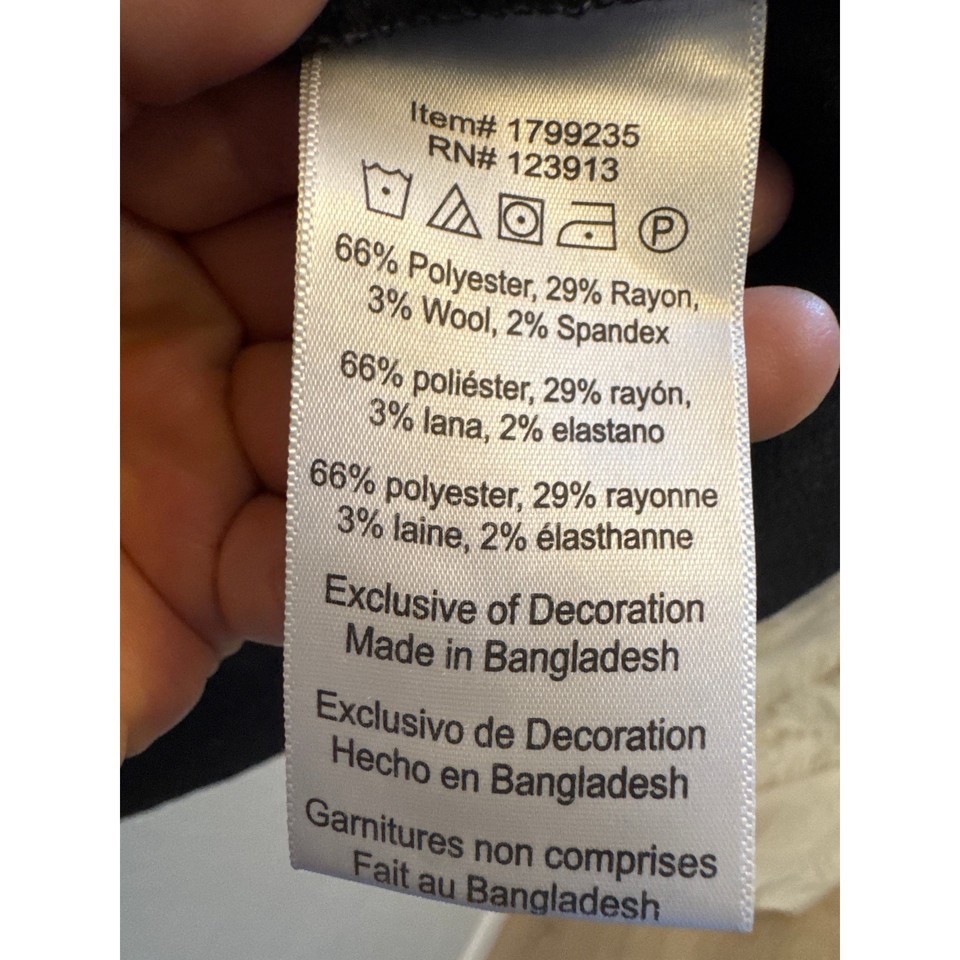 Item# 1799235
RN# 123913
P
66% Polyester, 29% Rayon,
3% Wool, 2% Spandex
66% poliéster, 29% rayón,
3% lana, 2% elastano
66% polyester, 29% rayonne
3% laine, 2% élasthanne
Exclusive of Decoration
Made in Bangladesh
Exclusivo de Decoration
Hecho en Bangladesh
Garnitures non comprises
Fait au Bangladesh